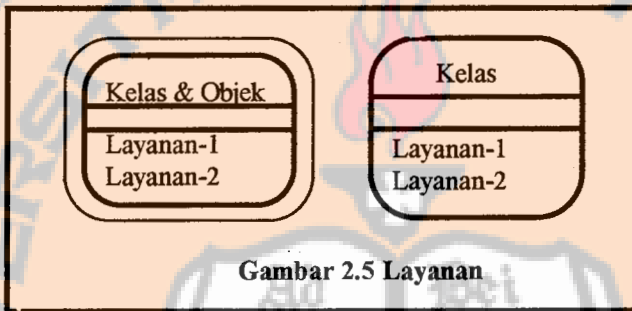 Kelas & Objek
Layanan-1
Layanan-2
Kelas
Layanan-1
Layanan-2
Gambar 2.5 Layanan